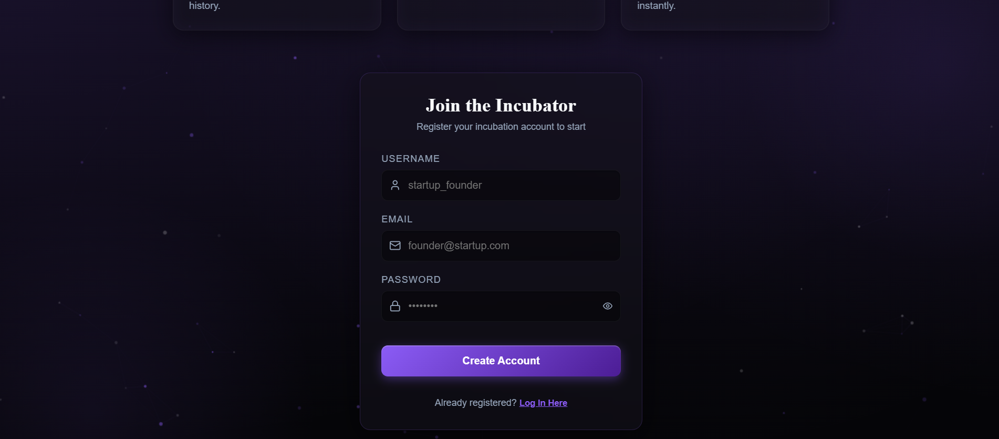 history.
instantly.
Join the Incubator
Register your incubation account to start
USERNAME
startup_founder
EMAIL
founder@startup.com
PASSWORD
••••••••
Create Account
Already registered? Log In Here